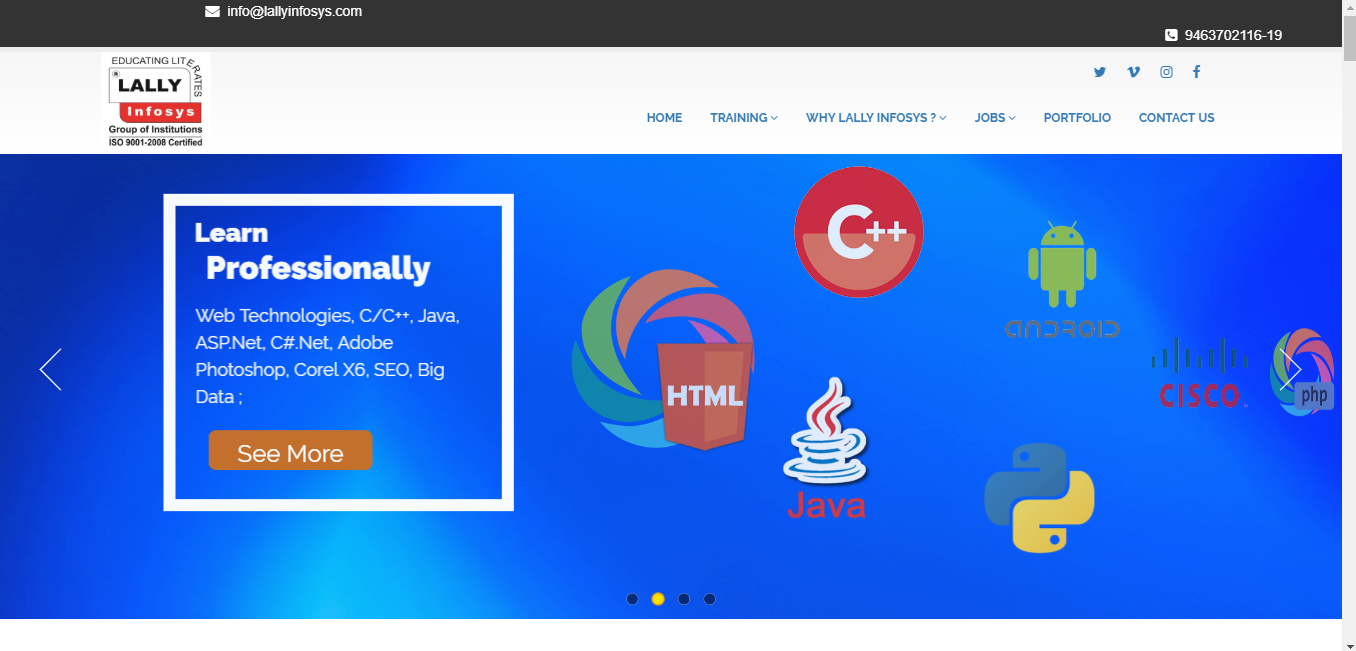 info@lallyinfosys.com
9463702116-19
EDUCATING LITERATES
®
LALLY
Infosys
Group of Institutions
ISO 9001-2008 Certified
HOME TRAINING WHY LALLY INFOSYS ? JOBS PORTFOLIO CONTACT US
Learn
Professionally
Web Technologies, C/C++, Java,
ASP.Net, C#.Net, Adobe
Photoshop, Corel X6, SEO, Big
Data ;
See More
C++
HTML
Java
ANDROID
CISCO
php